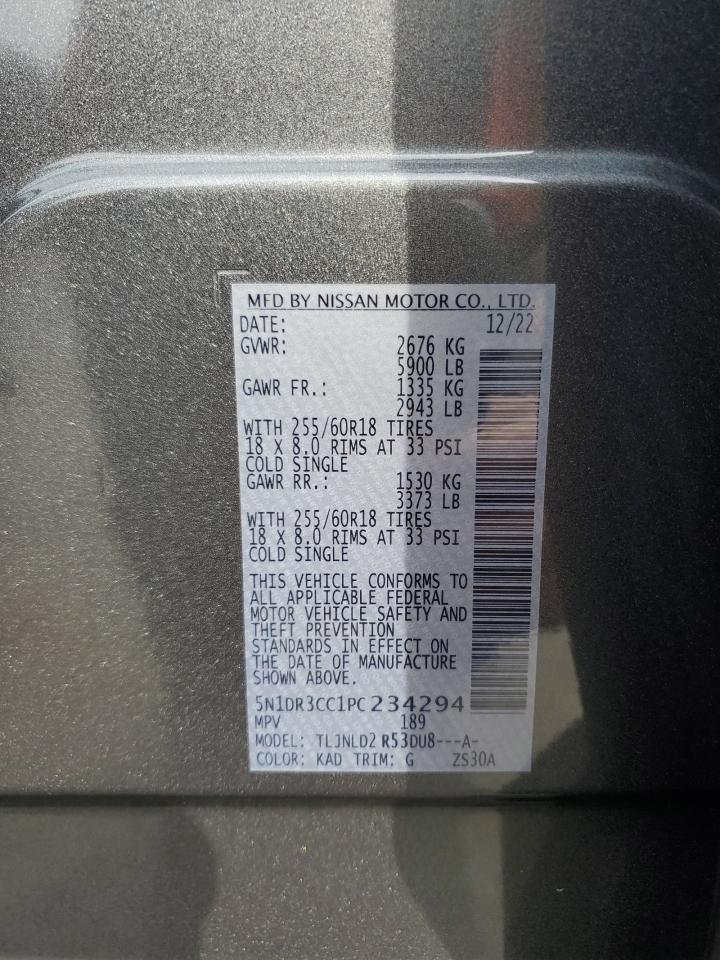 MFD BY NISSAN MOTOR CO., LTD.
DATE: 12/22
GVWR: 2676 KG
5900 LB
GAWR FR.: 1335 KG
2943 LB
WITH 255/60R18 TIRES
18 X 8.0 RIMS AT 33 PSI
COLD SINGLE
GAWR RR.: 1530 KG
3373 LB
WITH 255/60R18 TIRES
18 X 8.0 RIMS AT 33 PSI
COLD SINGLE
THIS VEHICLE CONFORMS TO
ALL APPLICABLE FEDERAL
MOTOR VEHICLE SAFETY AND
THEFT PREVENTION
STANDARDS IN EFFECT ON
THE DATE OF MANUFACTURE
SHOWN ABOVE.
5N1DR3CC1PC234294
MPV 189
MODEL: TLJNLD2 R53DU8---A-
COLOR: KAD TRIM: G ZS30A